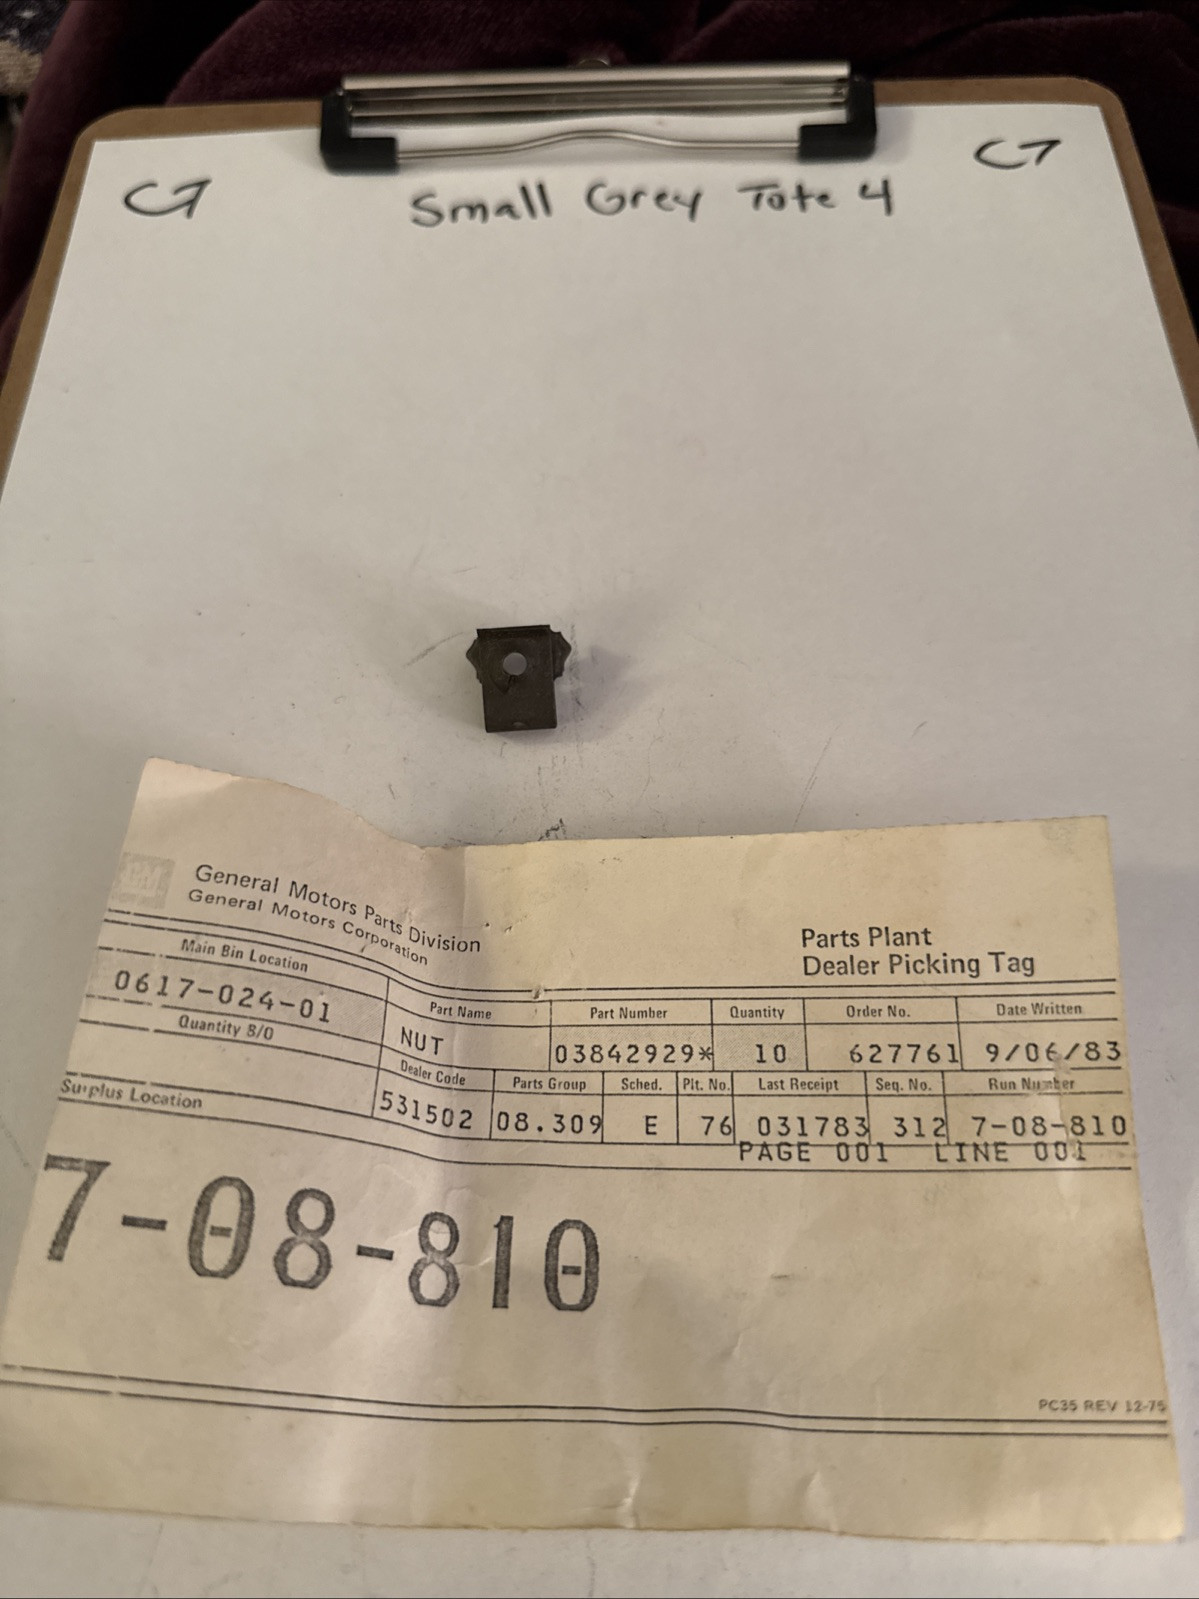 C7
C7
Small Grey Tote 4
GM
General Motors Parts Division
General Motors Corporation
Parts Plant
Dealer Picking Tag
Main Bin Location
Part Name
Part Number
Quantity
Order No.
Date Written
0617-024-01
NUT
03842929*
10
627761
9/06/83
Quantity B/O
Dealer Code
Parts Group
Sched.
Plt. No.
Last Receipt
Seq. No.
Run Number
531502
08.309
E
76
031783
312
7-08-810
Surplus Location
PAGE 001 LINE 001
7-08-810
PC35 REV 12-75